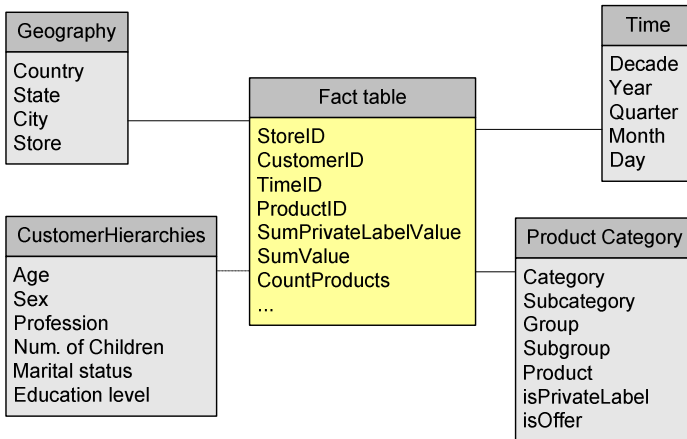 Geography
Country
State
City
Store
Time
Decade
Year
Quarter
Month
Day
Fact table
StoreID
CustomerID
TimeID
ProductID
SumPrivateLabelValue
SumValue
CountProducts
...
CustomerHierarchies
Age
Sex
Profession
Num. of Children
Marital status
Education level
Product Category
Category
Subcategory
Group
Subgroup
Product
isPrivateLabel
isOffer